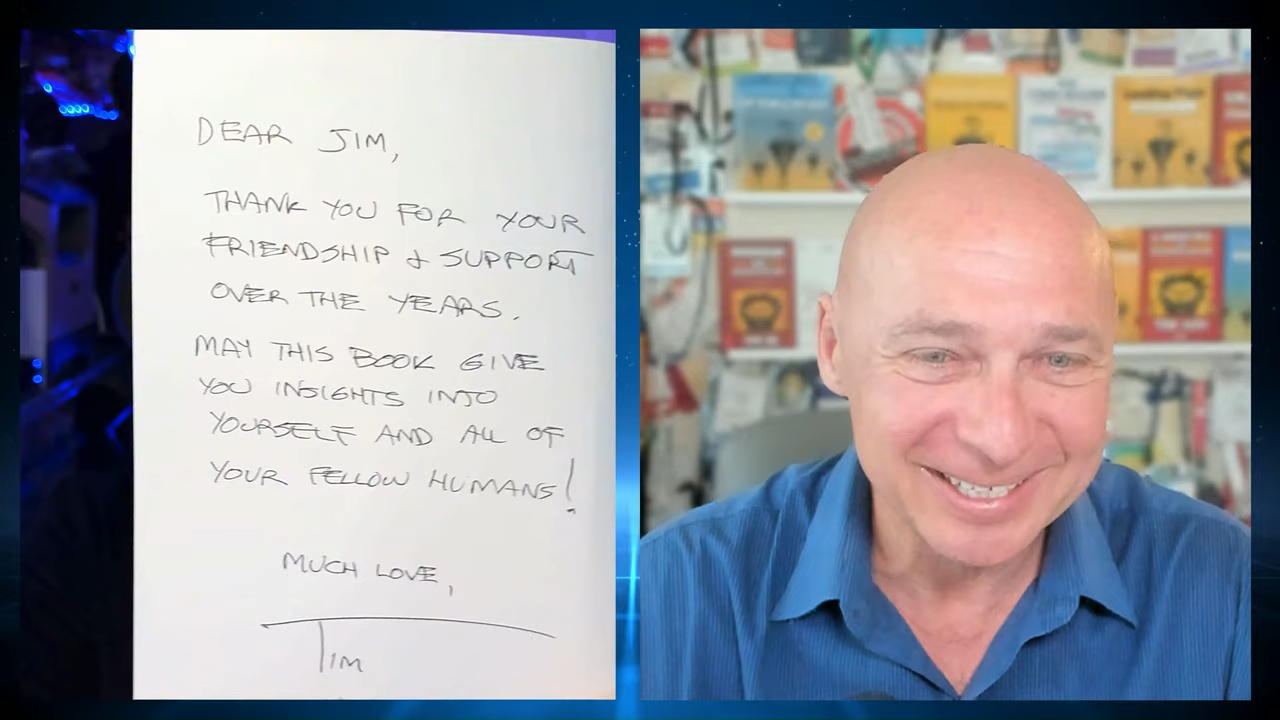 DEAR JIM,
THANK YOU FOR YOUR
FRIENDSHIP & SUPPORT
OVER THE YEARS.
MAY THIS BOOK GIVE
YOU INSIGHTS INTO
YOURSELF AND ALL OF
YOUR FELLOW HUMANS!
MUCH LOVE,
TIM